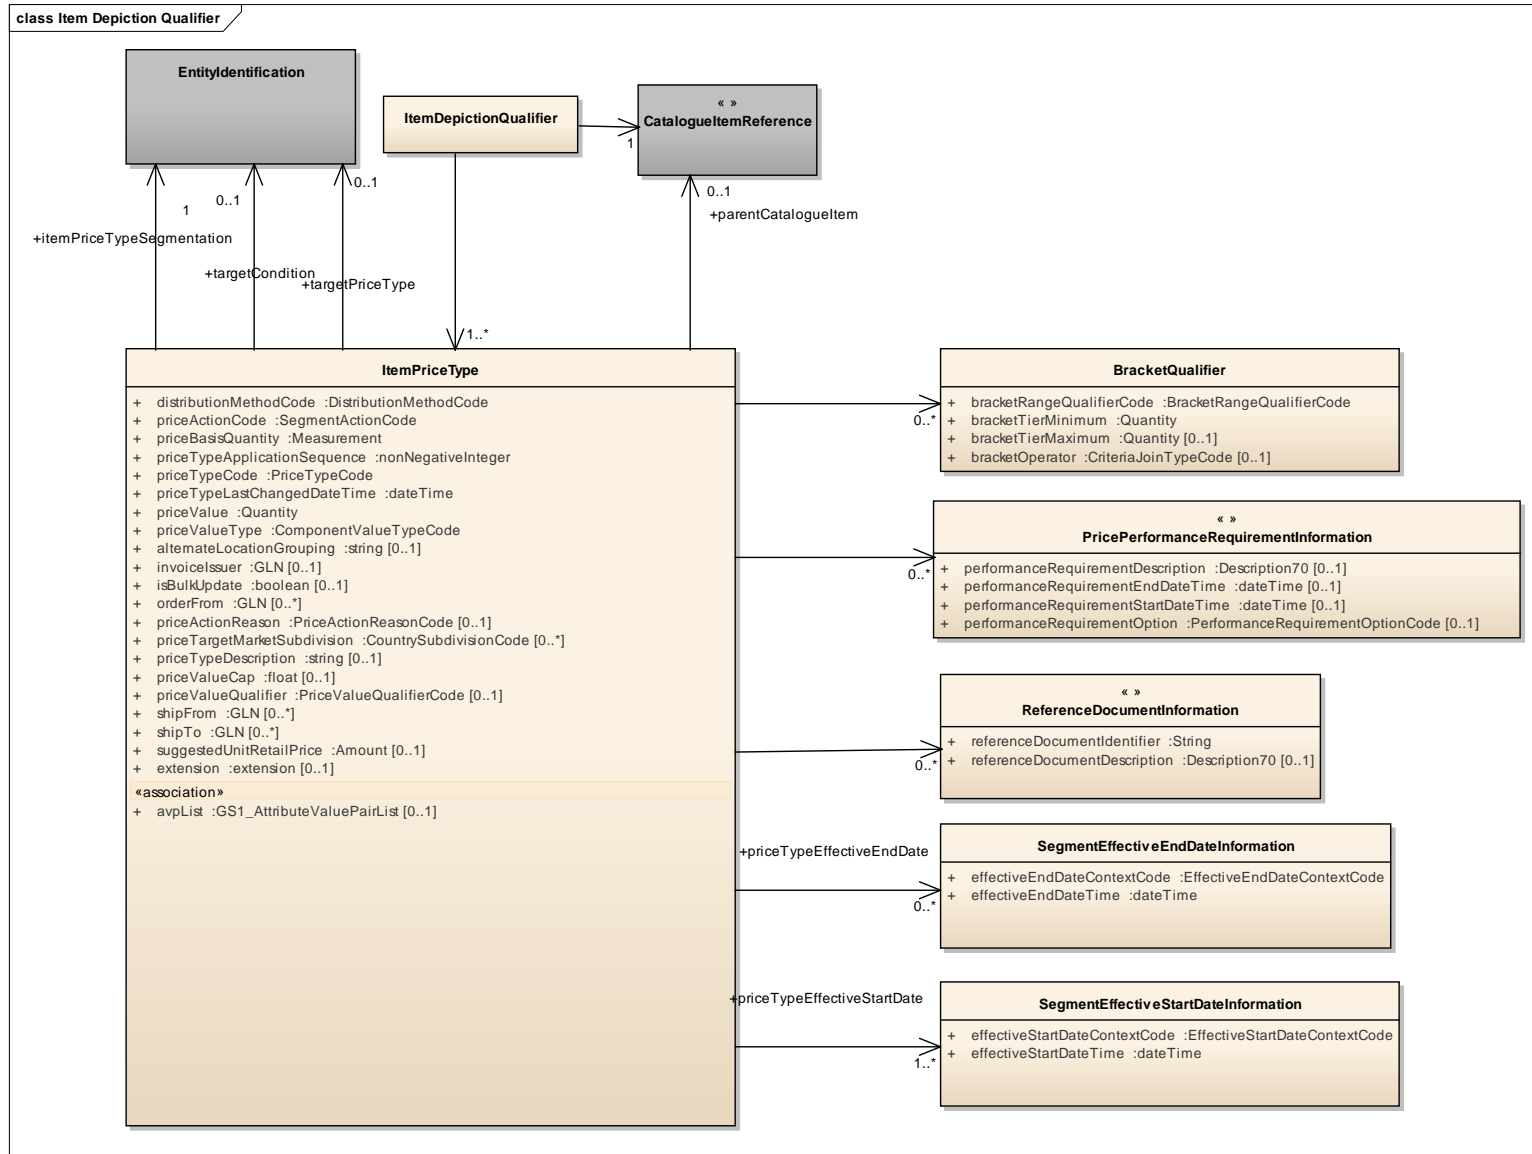 class Item Depiction Qualifier
EntityIdentification
ItemDepictionQualifier
« »
CatalogueItemReference
1
1
0..1
0..1
0..1
+parentCatalogueItem
+itemPriceTypeSegmentation
+targetCondition
+targetPriceType
1..*
ItemPriceType
+ distributionMethodCode :DistributionMethodCode
+ priceActionCode :SegmentActionCode
+ priceBasisQuantity :Measurement
+ priceTypeApplicationSequence :nonNegativeInteger
+ priceTypeCode :PriceTypeCode
+ priceTypeLastChangedDateTime :dateTime
+ priceValue :Quantity
+ priceValueType :ComponentValueTypeCode
+ alternateLocationGrouping :string [0..1]
+ invoiceIssuer :GLN [0..1]
+ isBulkUpdate :boolean [0..1]
+ orderFrom :GLN [0..*]
+ priceActionReason :PriceActionReasonCode [0..1]
+ priceTargetMarketSubdivision :CountrySubdivisionCode [0..*]
+ priceTypeDescription :string [0..1]
+ priceValueCap :float [0..1]
+ priceValueQualifier :PriceValueQualifierCode [0..1]
+ shipFrom :GLN [0..*]
+ shipTo :GLN [0..*]
+ suggestedUnitRetailPrice :Amount [0..1]
+ extension :extension [0..1]
«association»
+ avpList :GS1_AttributeValuePairList [0..1]
BracketQualifier
+ bracketRangeQualifierCode :BracketRangeQualifierCode
+ bracketTierMinimum :Quantity
+ bracketTierMaximum :Quantity [0..1]
+ bracketOperator :CriteriaJoinTypeCode [0..1]
0..*
« »
PricePerformanceRequirementInformation
+ performanceRequirementDescription :Description70 [0..1]
+ performanceRequirementEndDateTime :dateTime [0..1]
+ performanceRequirementStartDateTime :dateTime [0..1]
+ performanceRequirementOption :PerformanceRequirementOptionCode [0..1]
0..*
« »
ReferenceDocumentInformation
+ referenceDocumentIdentifier :String
+ referenceDocumentDescription :Description70 [0..1]
0..*
+priceTypeEffectiveEndDate
SegmentEffectiveEndDateInformation
+ effectiveEndDateContextCode :EffectiveEndDateContextCode
+ effectiveEndDateTime :dateTime
0..*
+priceTypeEffectiveStartDate
SegmentEffectiveStartDateInformation
+ effectiveStartDateContextCode :EffectiveStartDateContextCode
+ effectiveStartDateTime :dateTime
1..*